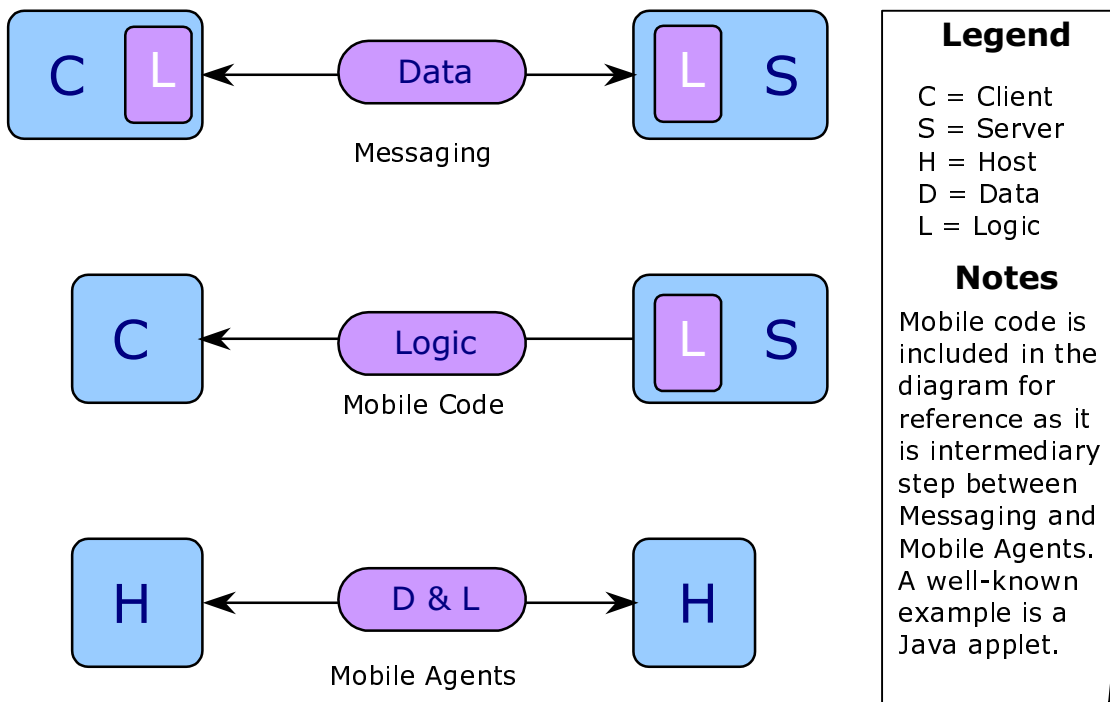 C L Data L S
Messaging
C Logic L S
Mobile Code
H D & L H
Mobile Agents
Legend
C = Client
S = Server
H = Host
D = Data
L = Logic
Notes
Mobile code is
included in the
diagram for
reference as it
is intermediary
step between
Messaging and
Mobile Agents.
A well-known
example is a
Java applet.